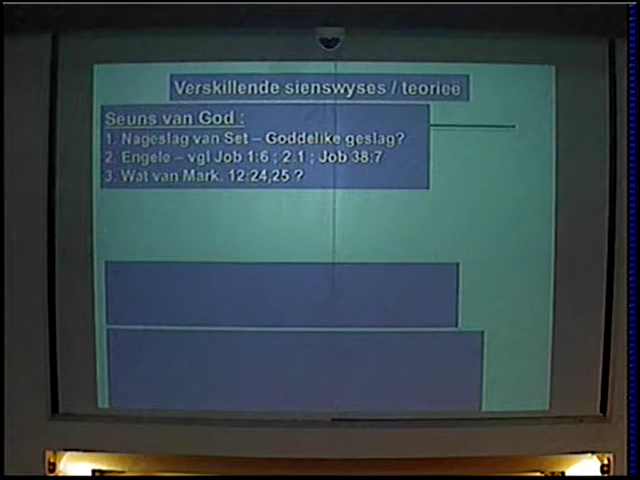 Verskillende sienswyses / teorieë
Seuns van God :
1. Nageslag van Set – Goddelike geslag?
2. Engele – vgl Job 1:6 ; 2:1 ; Job 38:7
3. Wat van Mark. 12:24,25 ?